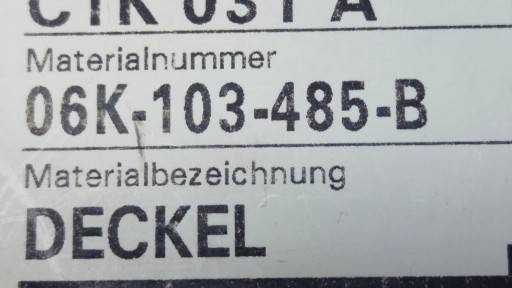 Materialnummer
06K-103-485-B
Materialbezeichnung
DECKEL